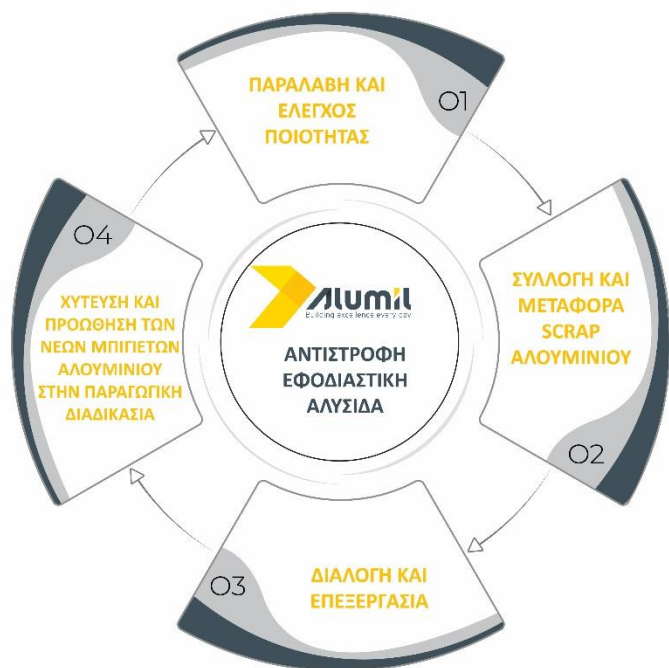 ΠΑΡΑΛΑΒΗ ΚΑΙ
ΕΛΕΓΧΟΣ
ΠΟΙΟΤΗΤΑΣ
01
ΣΥΛΛΟΓΗ ΚΑΙ
ΜΕΤΑΦΟΡΑ
SCRAP
ΑΛΟΥΜΙΝΙΟΥ
02
ΔΙΑΛΟΓΗ ΚΑΙ
ΕΠΕΞΕΡΓΑΣΙΑ
03
04
ΧΥΤΕΥΣΗ ΚΑΙ
ΠΡΟΩΘΗΣΗ ΤΩΝ
ΝΕΩΝ ΜΠΙΓΙΕΤΩΝ
ΑΛΟΥΜΙΝΙΟΥ
ΣΤΗΝ ΠΑΡΑΓΩΓΙΚΗ
ΔΙΑΔΙΚΑΣΙΑ
Alumil
Building excellence every day
ΑΝΤΙΣΤΡΟΦΗ
ΕΦΟΔΙΑΣΤΙΚΗ
ΑΛΥΣΙΔΑ